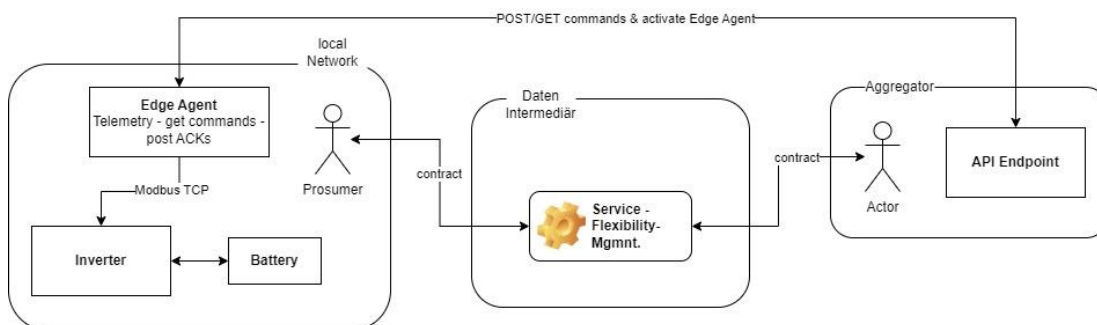 POST/GET commands & activate Edge Agent
local
Network
Edge Agent
Telemetry - get commands -
post ACKs
Prosumer
Modbus TCP
Inverter
Battery
contract
Daten
Intermediär
Service -
Flexibility-
Mgmnt.
contract
Aggregator
Actor
API Endpoint